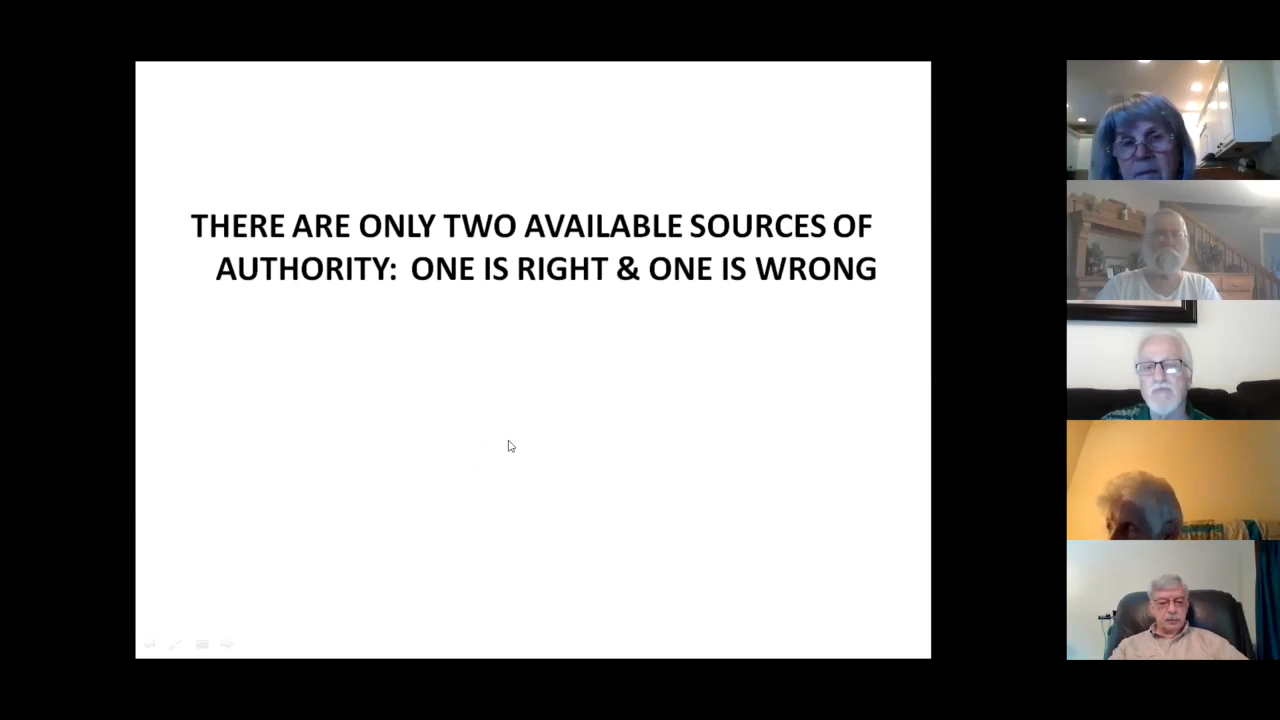 THERE ARE ONLY TWO AVAILABLE SOURCES OF
AUTHORITY: ONE IS RIGHT & ONE IS WRONG